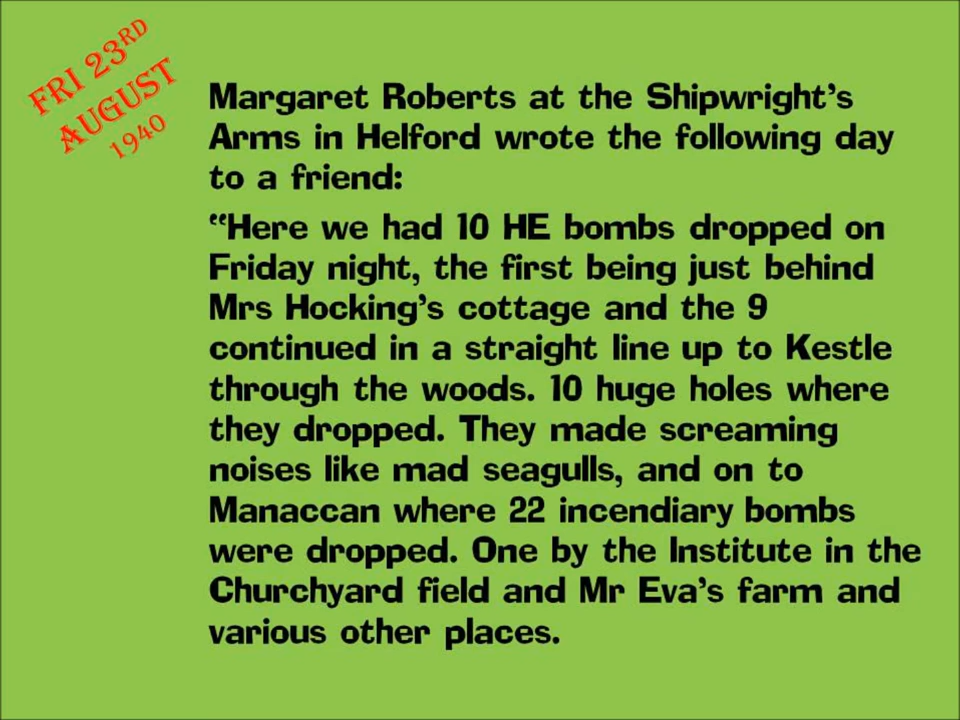 FRI 23RD
AUGUST
1940
Margaret Roberts at the Shipwright's
Arms in Helford wrote the following day
to a friend:
“Here we had 10 HE bombs dropped on
Friday night, the first being just behind
Mrs Hocking's cottage and the 9
continued in a straight line up to Kestle
through the woods. 10 huge holes where
they dropped. They made screaming
noises like mad seagulls, and on to
Manaccan where 22 incendiary bombs
were dropped. One by the Institute in the
Churchyard field and Mr Eva's farm and
various other places.